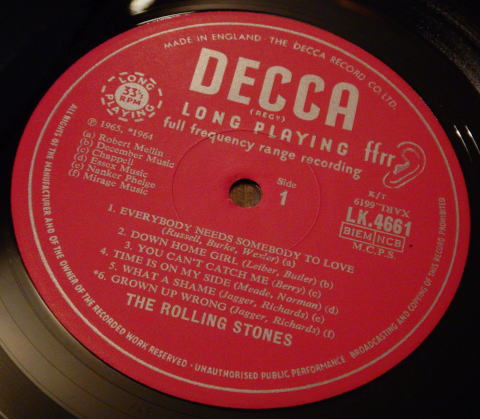 MADE IN ENGLAND · THE DECCA RECORD CO. LTD.
DECCA
(REGD)
LONG PLAYING
full frequency range recording
ffrr
LONG PLAYING
33⅓
RPM
℗ 1965, *1964
(a) Robert Mellin
(b) December Music
(c) Chappell
(d) Essex Music
(e) Nanker Phelge
(f) Mirage Music
Side
1
XARL.6619
1/K
LK.4661
BIEM NCB
M.C.P.S.
1. EVERYBODY NEEDS SOMEBODY TO LOVE
(Russell, Burke, Wexler) (a)
2. DOWN HOME GIRL (Leiber, Butler) (b)
3. YOU CAN'T CATCH ME (Berry) (c)
4. TIME IS ON MY SIDE (Meade, Norman) (d)
5. WHAT A SHAME (Jagger, Richards) (e)
*6. GROWN UP WRONG (Jagger, Richards) (f)
THE ROLLING STONES
ALL RIGHTS OF THE MANUFACTURER AND OF THE OWNER OF THE RECORDED WORK RESERVED · UNAUTHORISED PUBLIC PERFORMANCE BROADCASTING AND COPYING OF THIS RECORD PROHIBITED